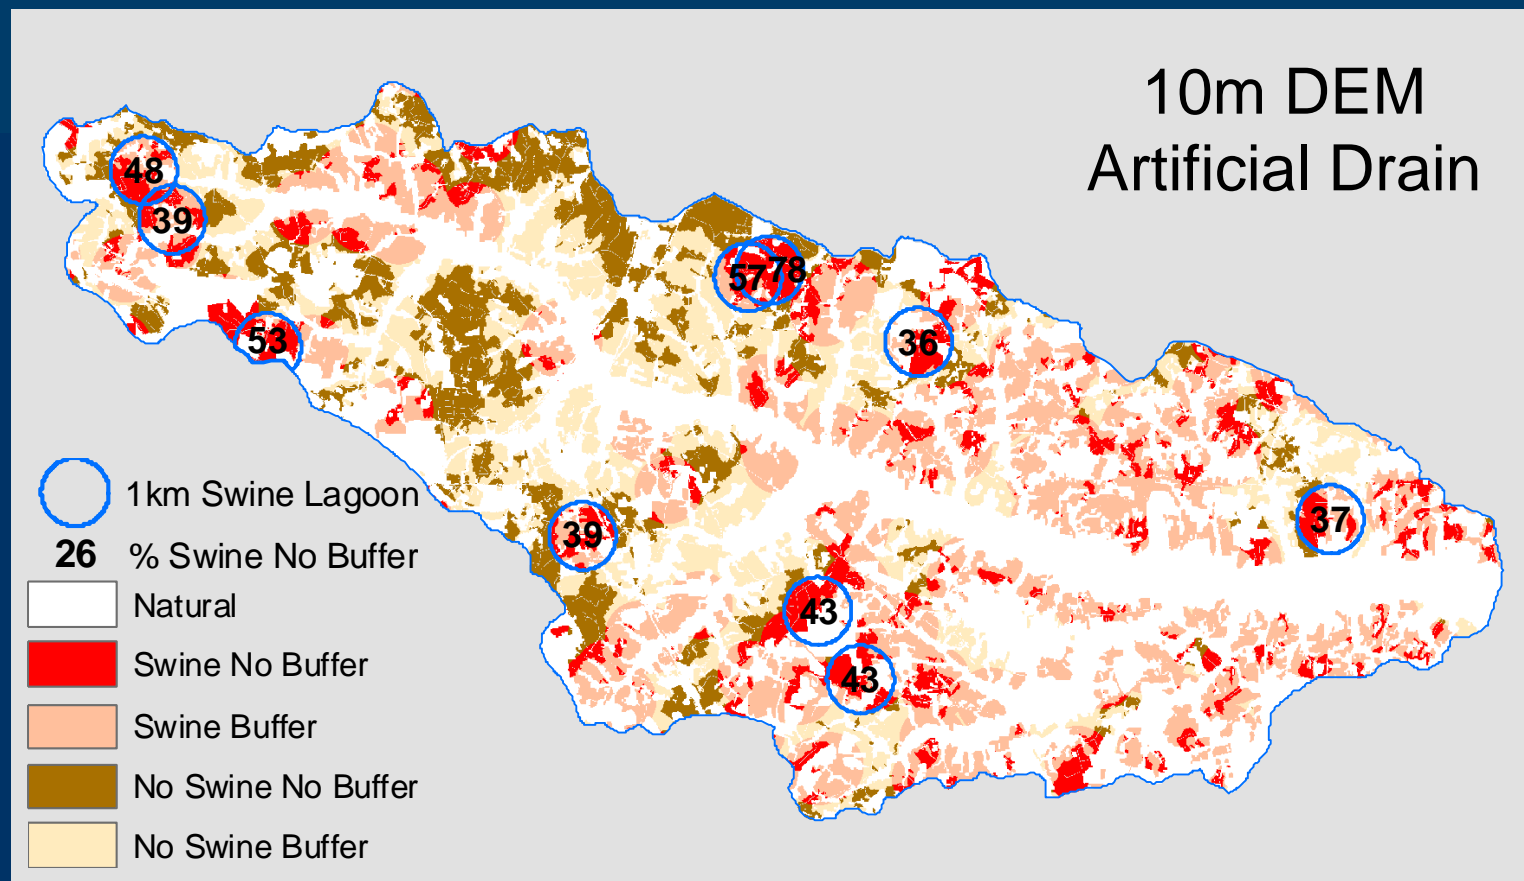 10m DEM
Artificial Drain
48
39
57
78
53
36
1km Swine Lagoon
39
37
26 % Swine No Buffer
Natural
43
Swine No Buffer
43
Swine Buffer
No Swine No Buffer
No Swine Buffer